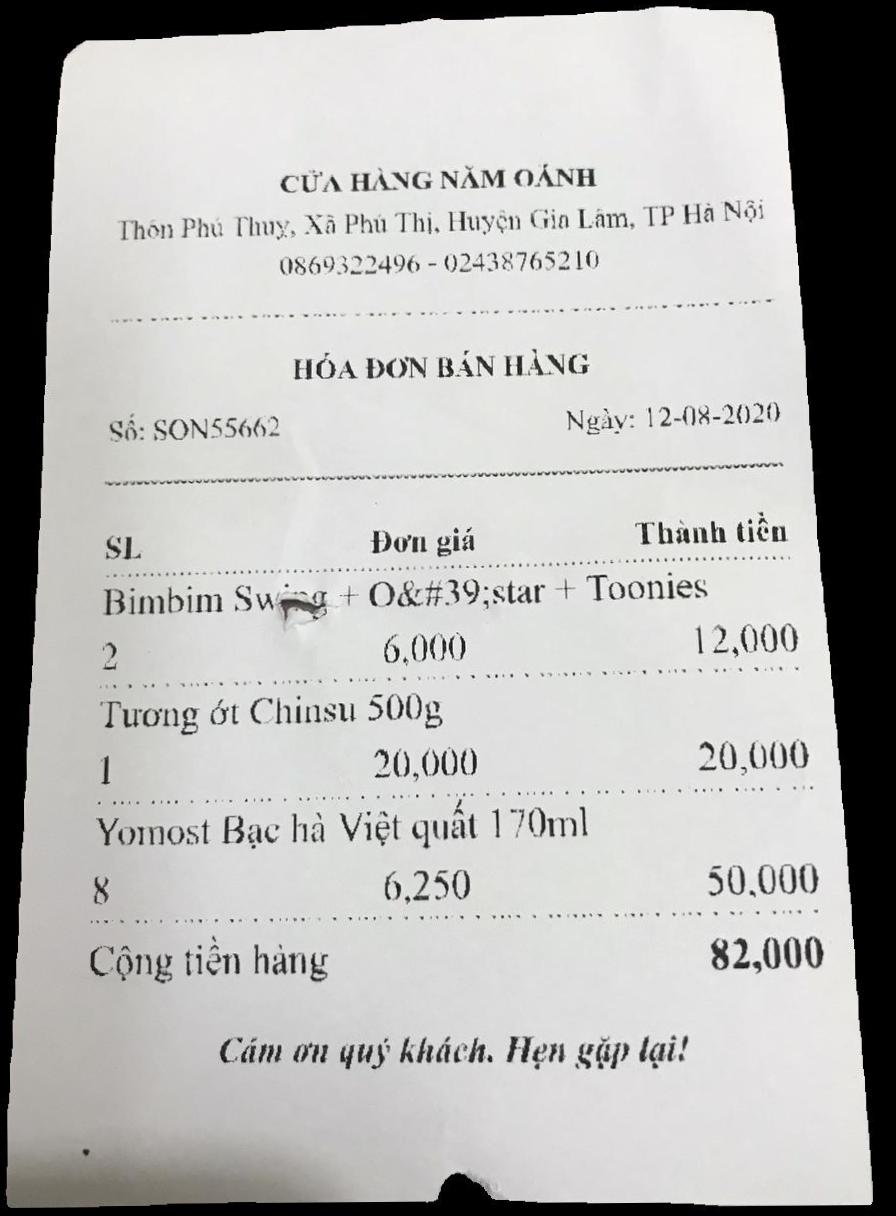 CỬA HÀNG NĂM OÁNH
Thôn Phú Thuỵ, Xã Phú Thị, Huyện Gia Lâm, TP Hà Nội
0869322496 - 02438765210
HÓA ĐƠN BÁN HÀNG
Số: SON55662 Ngày: 12-08-2020
SL Đơn giá Thành tiền
Bimbim Swing + O&#39;star + Toonies
2 6,000 12,000
Tương ớt Chinsu 500g
1 20,000 20,000
Yomost Bạc hà Việt quất 170ml
8 6,250 50,000
Cộng tiền hàng 82,000
Cám ơn quý khách. Hẹn gặp lại!